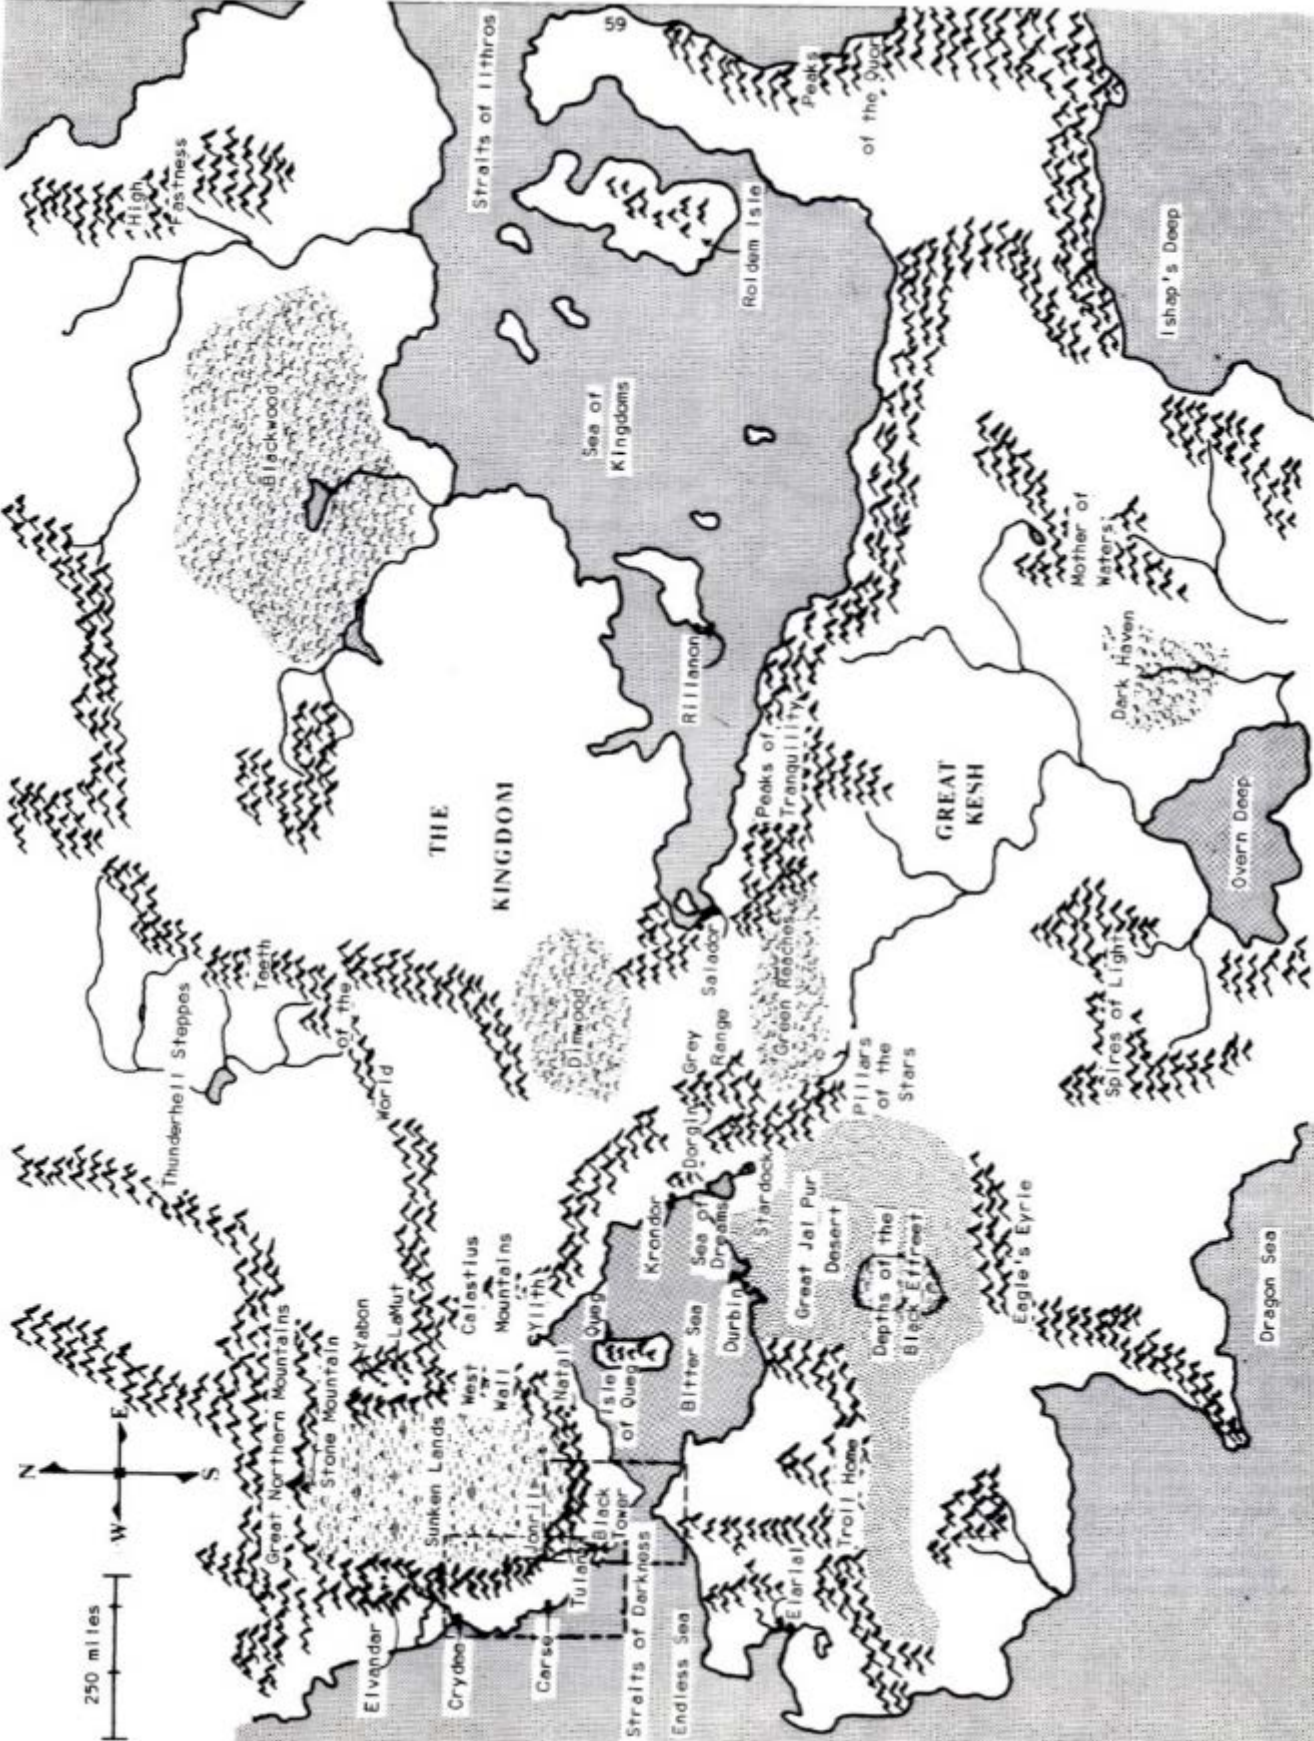 59
Straits of Ilthros
High
Fastness
Peaks
of the Quor
Roldem Isle
Ishap's Deep
Blackwood
Sea of
Kingdoms
Mother of
Waters
Rillanon
Dark Haven
Peaks of
Tranquillity
THE
KINGDOM
GREAT
KESH
Overn Deep
Thunderhell Steppes
Teeth
of the
World
Dimwood
Salador
Green Reaches
Spires of Light
Grey
Range
Dorgin
Pillars
of the
Stars
Stardock
Krondor
Sea of
Dreams
Great Jal Pur
Desert
Depths of the
Black Effreet
Eagle's Eyrie
Dragon Sea
Great Northern Mountains
Stone Mountain
Yabon
LaMut
Calastius
Mountains
Ylith
Queg
Isle
of Queg
Bitter Sea
Durbin
Natal
West
Wall
Sunken Lands
N
E
S
W
Jonril
Black
Tower
Tulan
Troll Home
Elarial
Straits of Darkness
Endless Sea
Carse
Crydee
Elvandar
250 miles